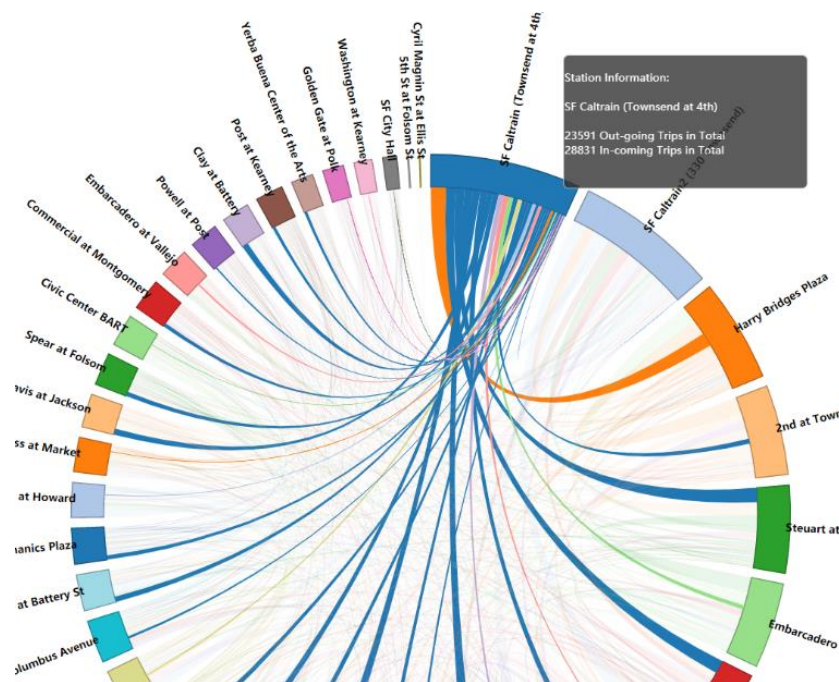 Cyril Magnin St at Ellis St
5th St at Folsom St
SF City Hall
Washington at Kearney
Golden Gate at Polk
Yerba Buena Center of the Arts
Post at Kearney
Clay at Battery
Powell at Post
Embarcadero at Vallejo
Commercial at Montgomery
Civic Center BART
Spear at Folsom
at Jackson
at Market
at Howard
Plaza
at Battery St
Avenue
SF Caltrain (Townsend at 4th)
Station Information:
SF Caltrain (Townsend at 4th)
23591 Out-going Trips in Total
28831 In-coming Trips in Total
SF Caltrain2 (330
Harry Bridges Plaza
2nd at
Steuart at
Embarcadero